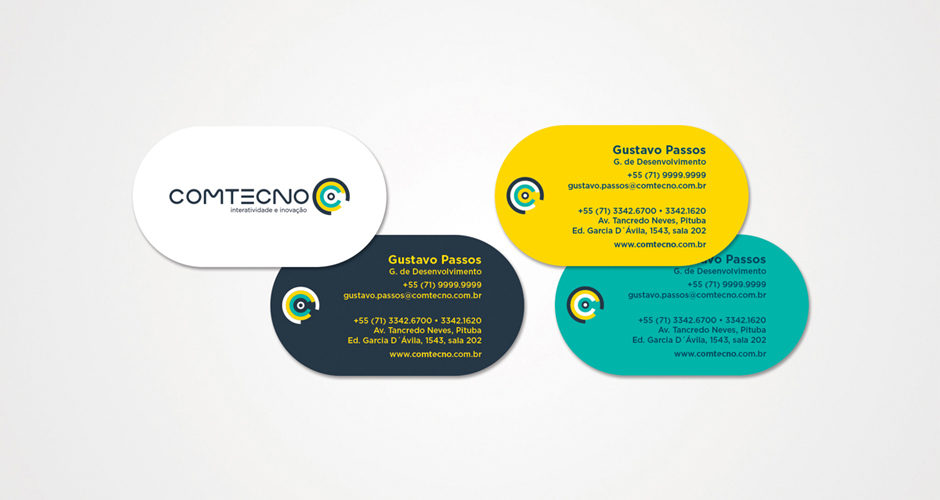 COMTECNO
interatividade e inovação
Gustavo Passos
G. de Desenvolvimento
+55 (71) 9999.9999
gustavo.passos@comtecno.com.br
+55 (71) 3342.6700 • 3342.1620
Av. Tancredo Neves, Pituba
Ed. Garcia D´Ávila, 1543, sala 202
www.comtecno.com.br
Gustavo Passos
G. de Desenvolvimento
+55 (71) 9999.9999
gustavo.passos@comtecno.com.br
+55 (71) 3342.6700 • 3342.1620
Av. Tancredo Neves, Pituba
Ed. Garcia D´Ávila, 1543, sala 202
www.comtecno.com.br
Passos
G. de Desenvolvimento
+55 (71) 9999.9999
gustavo.passos@comtecno.com.br
+55 (71) 3342.6700 • 3342.1620
Av. Tancredo Neves, Pituba
Ed. Garcia D´Ávila, 1543, sala 202
www.comtecno.com.br